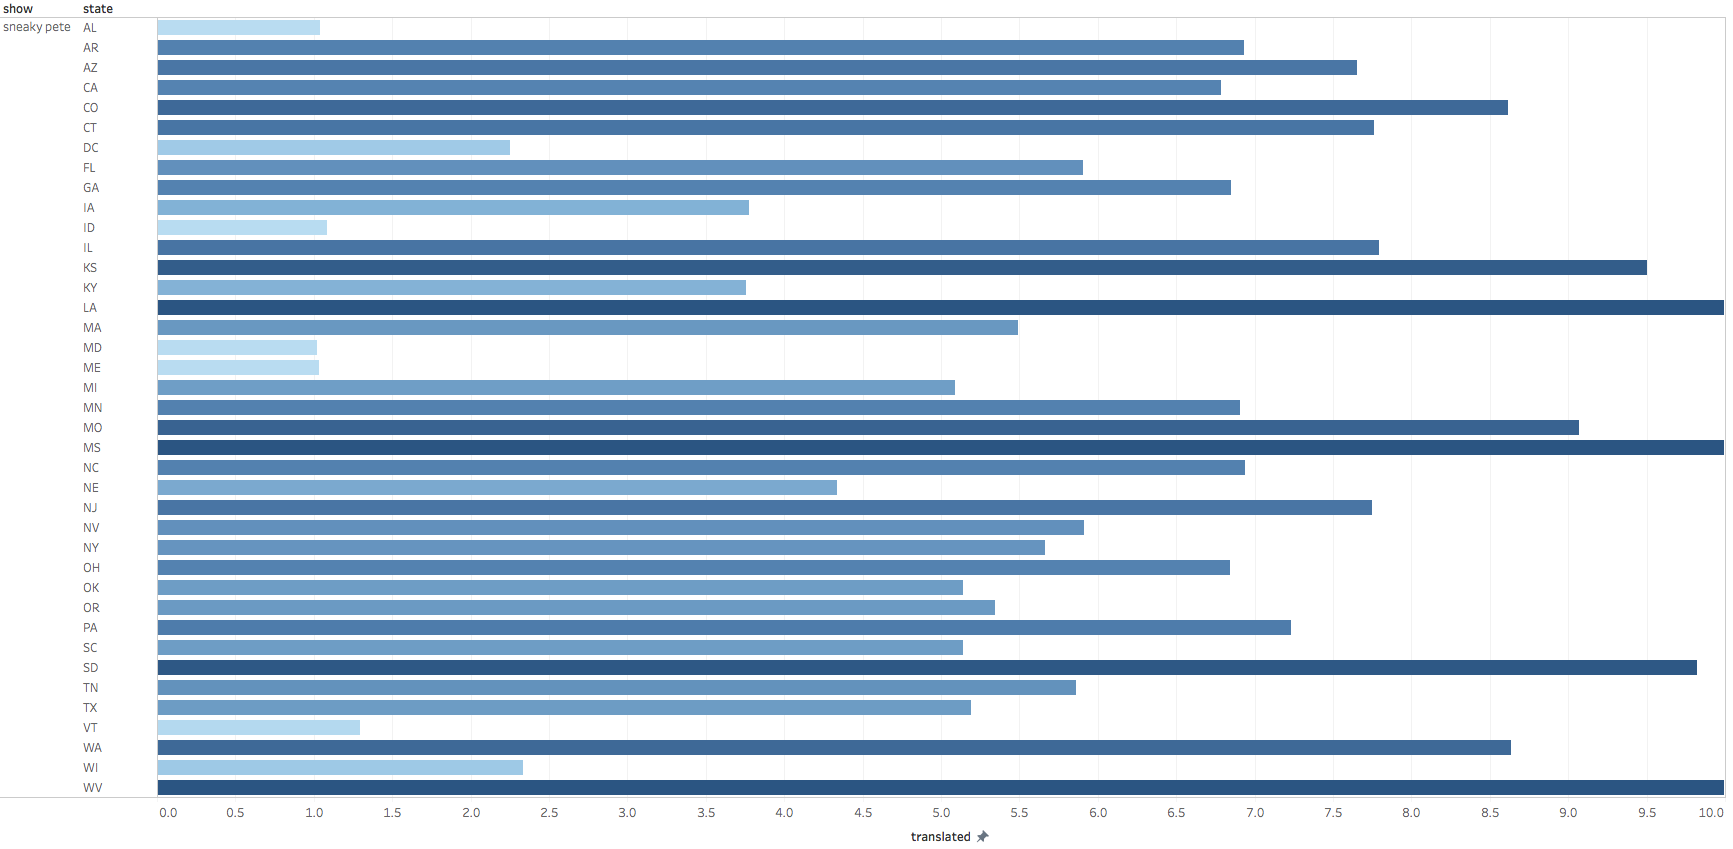 show state
sneaky pete AL
AR
AZ
CA
CO
CT
DC
FL
GA
IA
ID
IL
KS
KY
LA
MA
MD
ME
MI
MN
MO
MS
NC
NE
NJ
NV
NY
OH
OK
OR
PA
SC
SD
TN
TX
VT
WA
WI
WV
0.0 0.5 1.0 1.5 2.0 2.5 3.0 3.5 4.0 4.5 5.0 5.5 6.0 6.5 7.0 7.5 8.0 8.5 9.0 9.5 10.0
translated